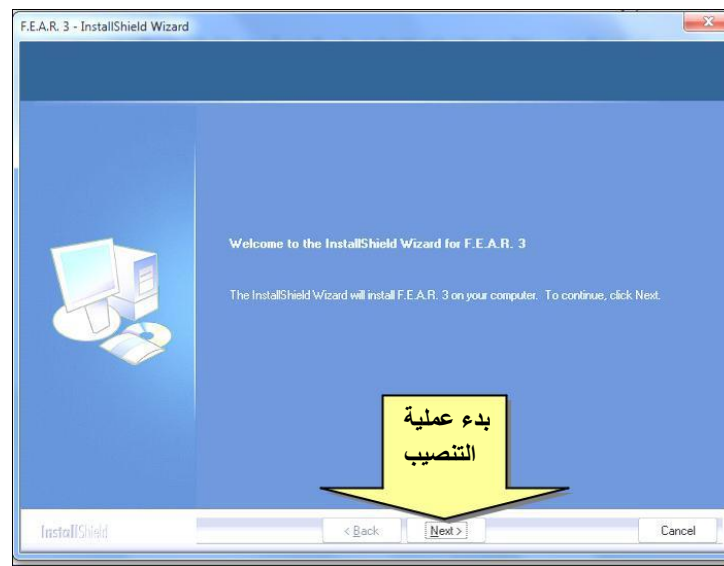 F.E.A.R. 3 - InstallShield Wizard
Welcome to the InstallShield Wizard for F.E.A.R. 3
The InstallShield Wizard will install F.E.A.R. 3 on your computer. To continue, click Next.
بدء عملية
التنصيب
InstallShield
< Back
Next >
Cancel